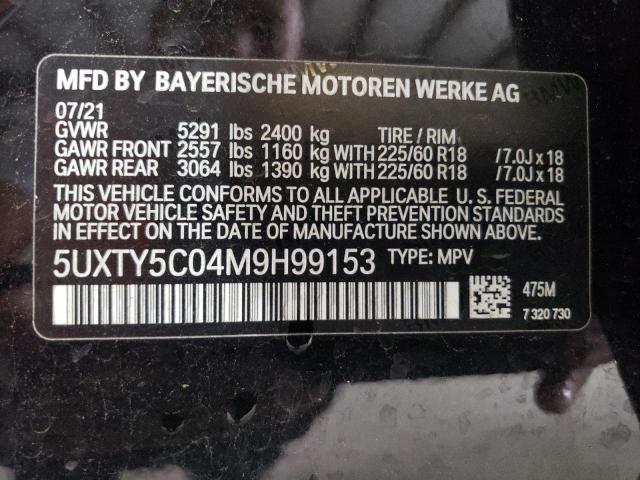 MFD BY BAYERISCHE MOTOREN WERKE AG
07/21
GVWR 5291 lbs 2400 kg TIRE / RIM
GAWR FRONT 2557 lbs 1160 kg WITH 225/60 R18 /7.0J x 18
GAWR REAR 3064 lbs 1390 kg WITH 225/60 R18 /7.0J x 18
THIS VEHICLE CONFORMS TO ALL APPLICABLE U. S. FEDERAL
MOTOR VEHICLE SAFETY AND THEFT PREVENTION STANDARDS
IN EFFECT ON THE DATE OF MANUFACTURE SHOWN ABOVE.
5UXTY5C04M9H99153 TYPE: MPV
475M
7 320 730